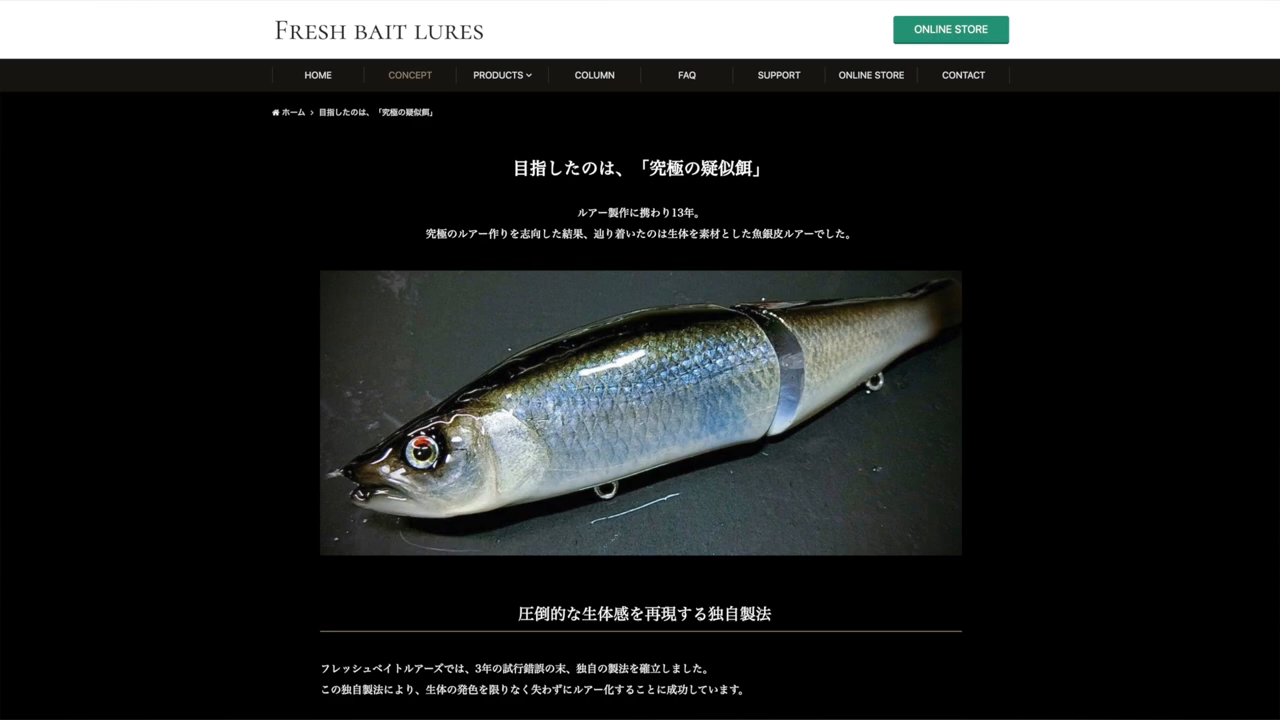 FRESH BAIT LURES
ONLINE STORE
HOME
CONCEPT
PRODUCTS
COLUMN
FAQ
SUPPORT
ONLINE STORE
CONTACT
ホーム
目指したのは、「究極の疑似餌」
目指したのは、「究極の疑似餌」
ルアー製作に携わり13年。
究極のルアー作りを志向した結果、辿り着いたのは生体を素材とした魚銀皮ルアーでした。
圧倒的な生体感を再現する独自製法
フレッシュベイトルアーズでは、3年の試行錯誤の末、独自の製法を確立しました。
この独自製法により、生体の発色を限りなく失わずにルアー化することに成功しています。